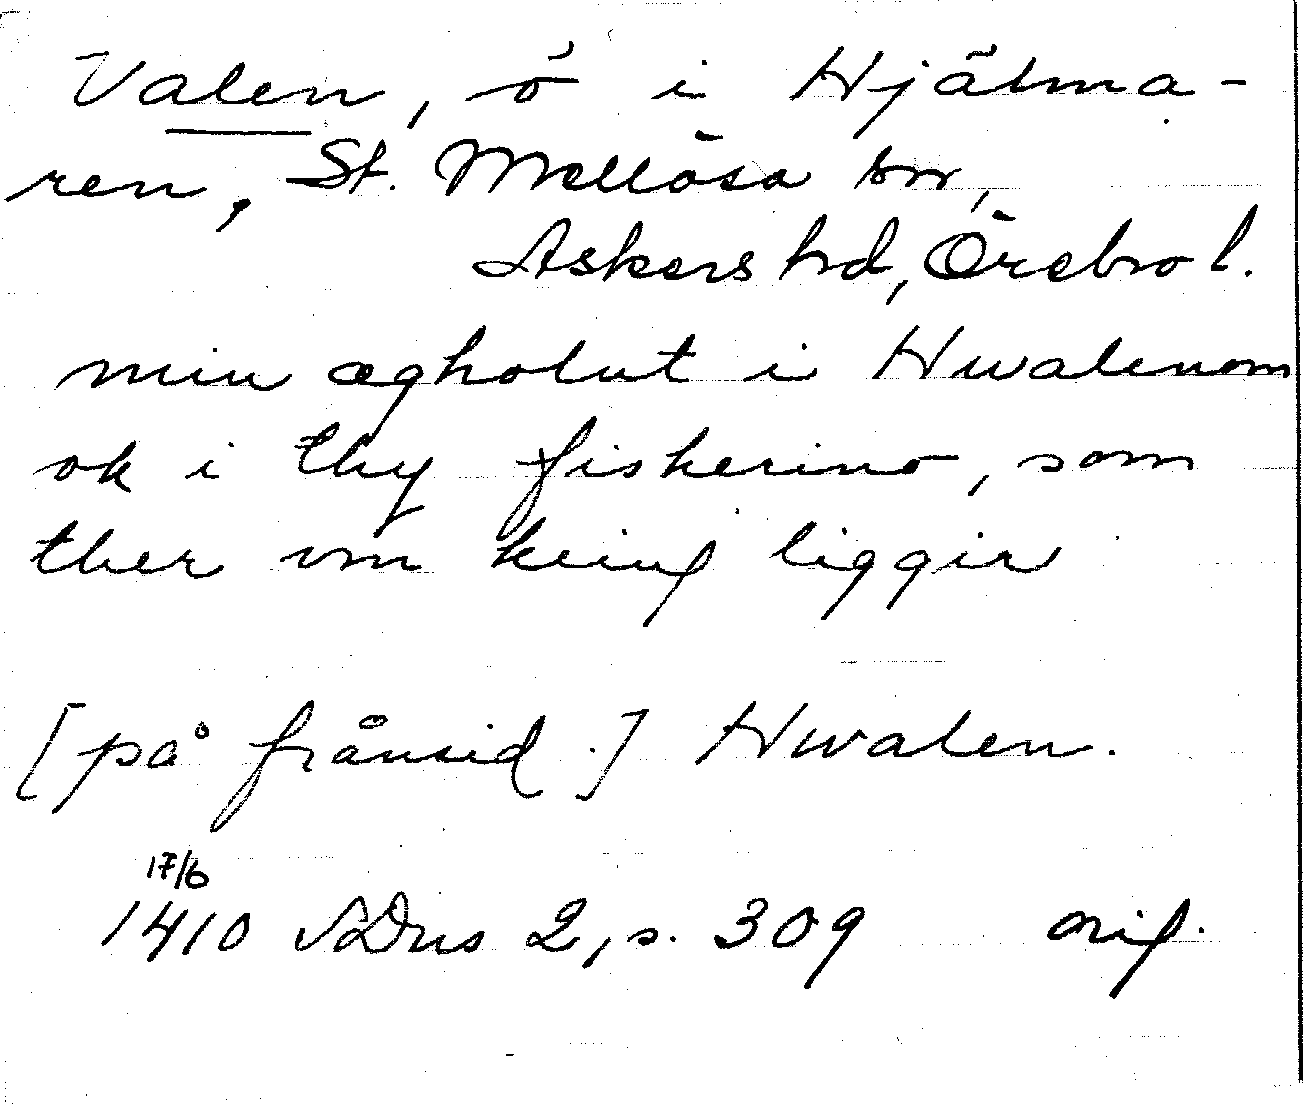 Valen, ö i Hjälma-
ren, St. Mellösa sn,
Askers hd, Örebro l.
min ægholut i Hwalenom
ok i thy fiskerino, som
ther vm kring liggir
[på frånsid.] Hwalen.
17/6
1410 SDns 2, s. 309 orig.